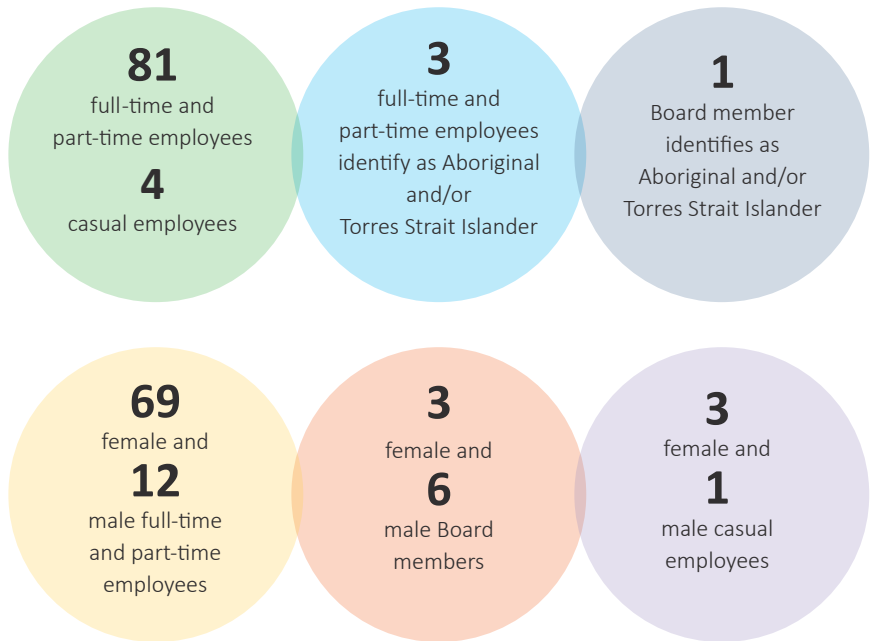 81
full-time and
part-time employees
4
casual employees
3
full-time and
part-time employees
identify as Aboriginal
and/or
Torres Strait Islander
1
Board member
identifies as
Aboriginal and/or
Torres Strait Islander
69
female and
12
male full-time
and part-time
employees
3
female and
6
male Board
members
3
female and
1
male casual
employees